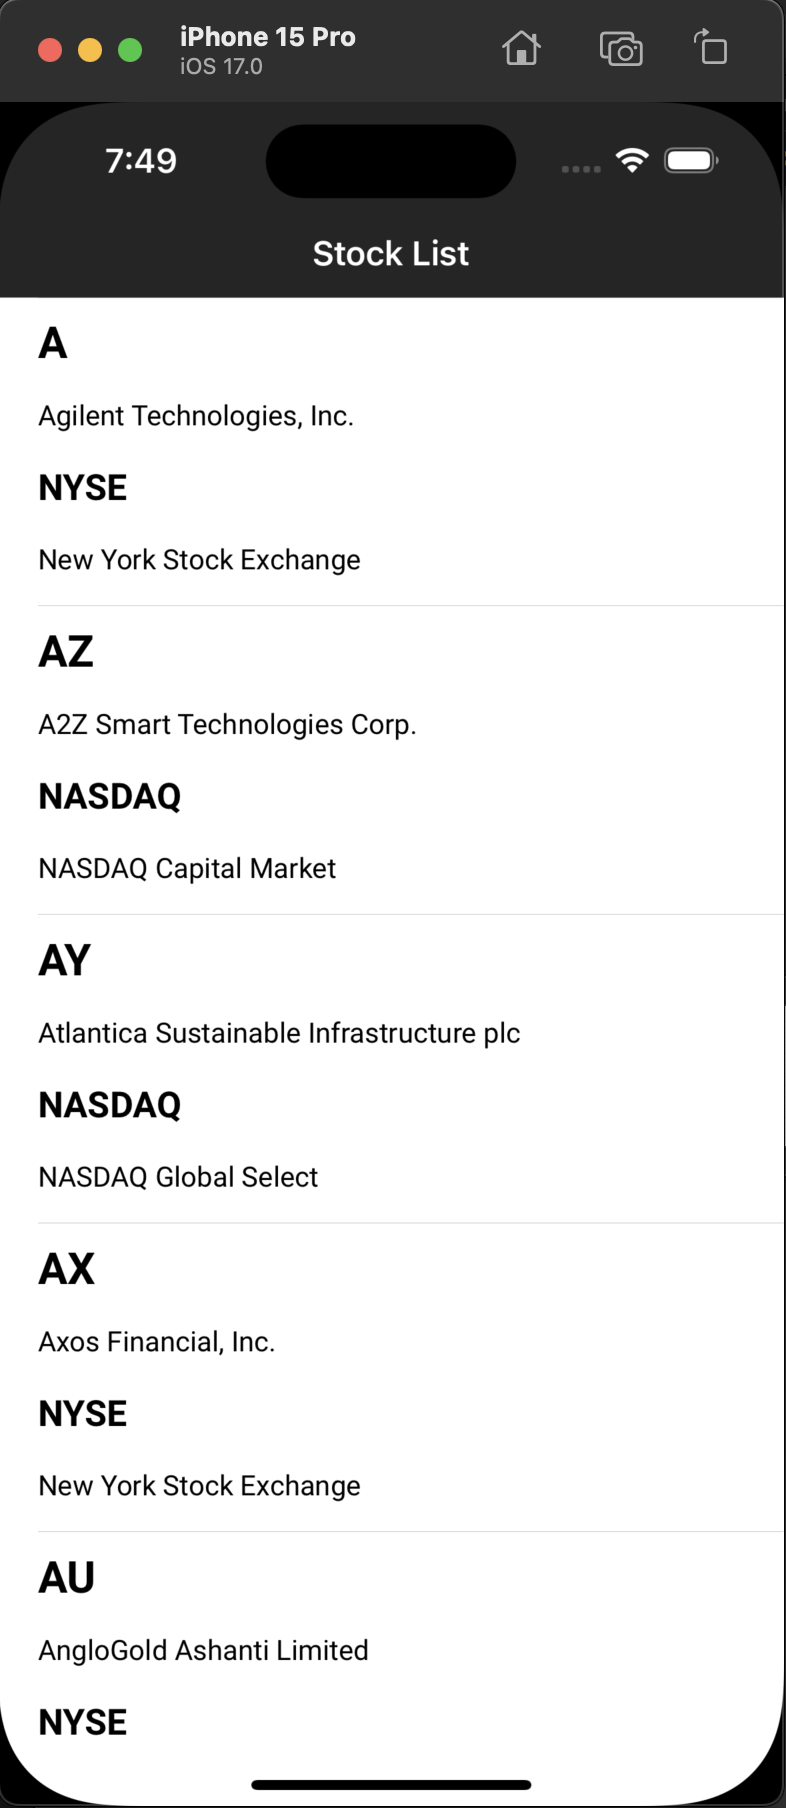 iPhone 15 Pro
iOS 17.0
7:49
Stock List
A
Agilent Technologies, Inc.
NYSE
New York Stock Exchange
AZ
A2Z Smart Technologies Corp.
NASDAQ
NASDAQ Capital Market
AY
Atlantica Sustainable Infrastructure plc
NASDAQ
NASDAQ Global Select
AX
Axos Financial, Inc.
NYSE
New York Stock Exchange
AU
AngloGold Ashanti Limited
NYSE